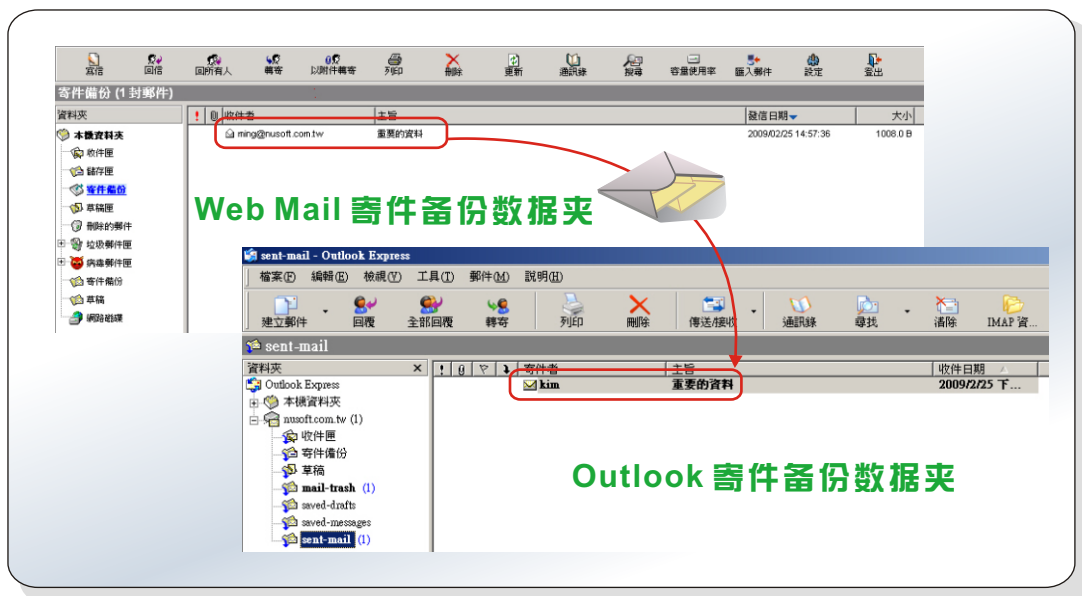 寫信 回信 回所有人 轉寄 以附件轉寄 列印 刪除 更新 通訊錄 搜尋 容量使用率 匯入郵件 設定 登出
寄件備份 (1 封郵件)
資料夾 ! 收件者 主旨 發信日期 大小
本機資料夾 ming@nusoft.com.tw 重要的資料 2009/02/25 14:57:36 1008.0 B
收件匣
儲存匣
寄件備份
草稿匣
刪除的郵件
垃圾郵件匣
病毒郵件匣
寄件備份
草稿
網路磁碟
Web Mail 寄件备份数据夹
sent-mail - Outlook Express
檔案(F) 編輯(E) 檢視(V) 工具(T) 郵件(M) 說明(H)
建立郵件 回覆 全部回覆 轉寄 列印 刪除 傳送/接收 通訊錄 尋找 清除 IMAP 資...
sent-mail
資料夾 × ! 寄件者 主旨 收件日期
Outlook Express kim 重要的資料 2009/2/25 下...
本機資料夾
nusoft.com.tw (1)
收件匣
寄件備份
草稿
mail-trash (1)
saved-drafts
saved-messages
sent-mail (1)
Outlook 寄件备份数据夹